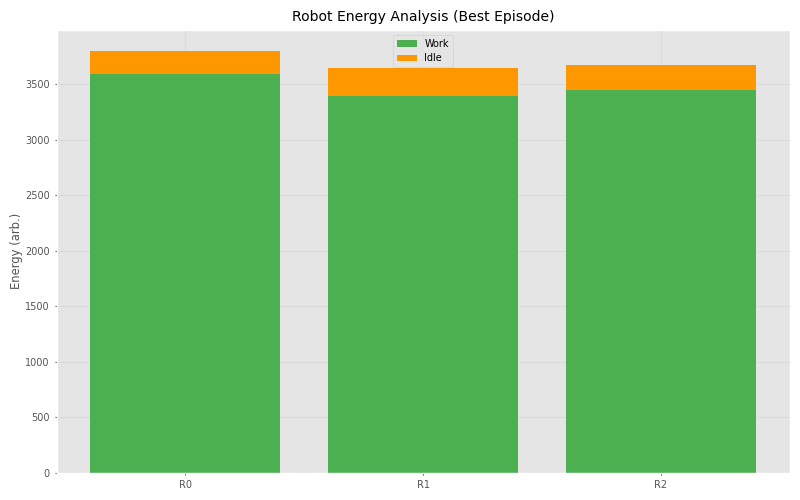 Robot Energy Analysis (Best Episode)
Work
Idle
Energy (arb.)
3500
3000
2500
2000
1500
1000
500
0
R0
R1
R2